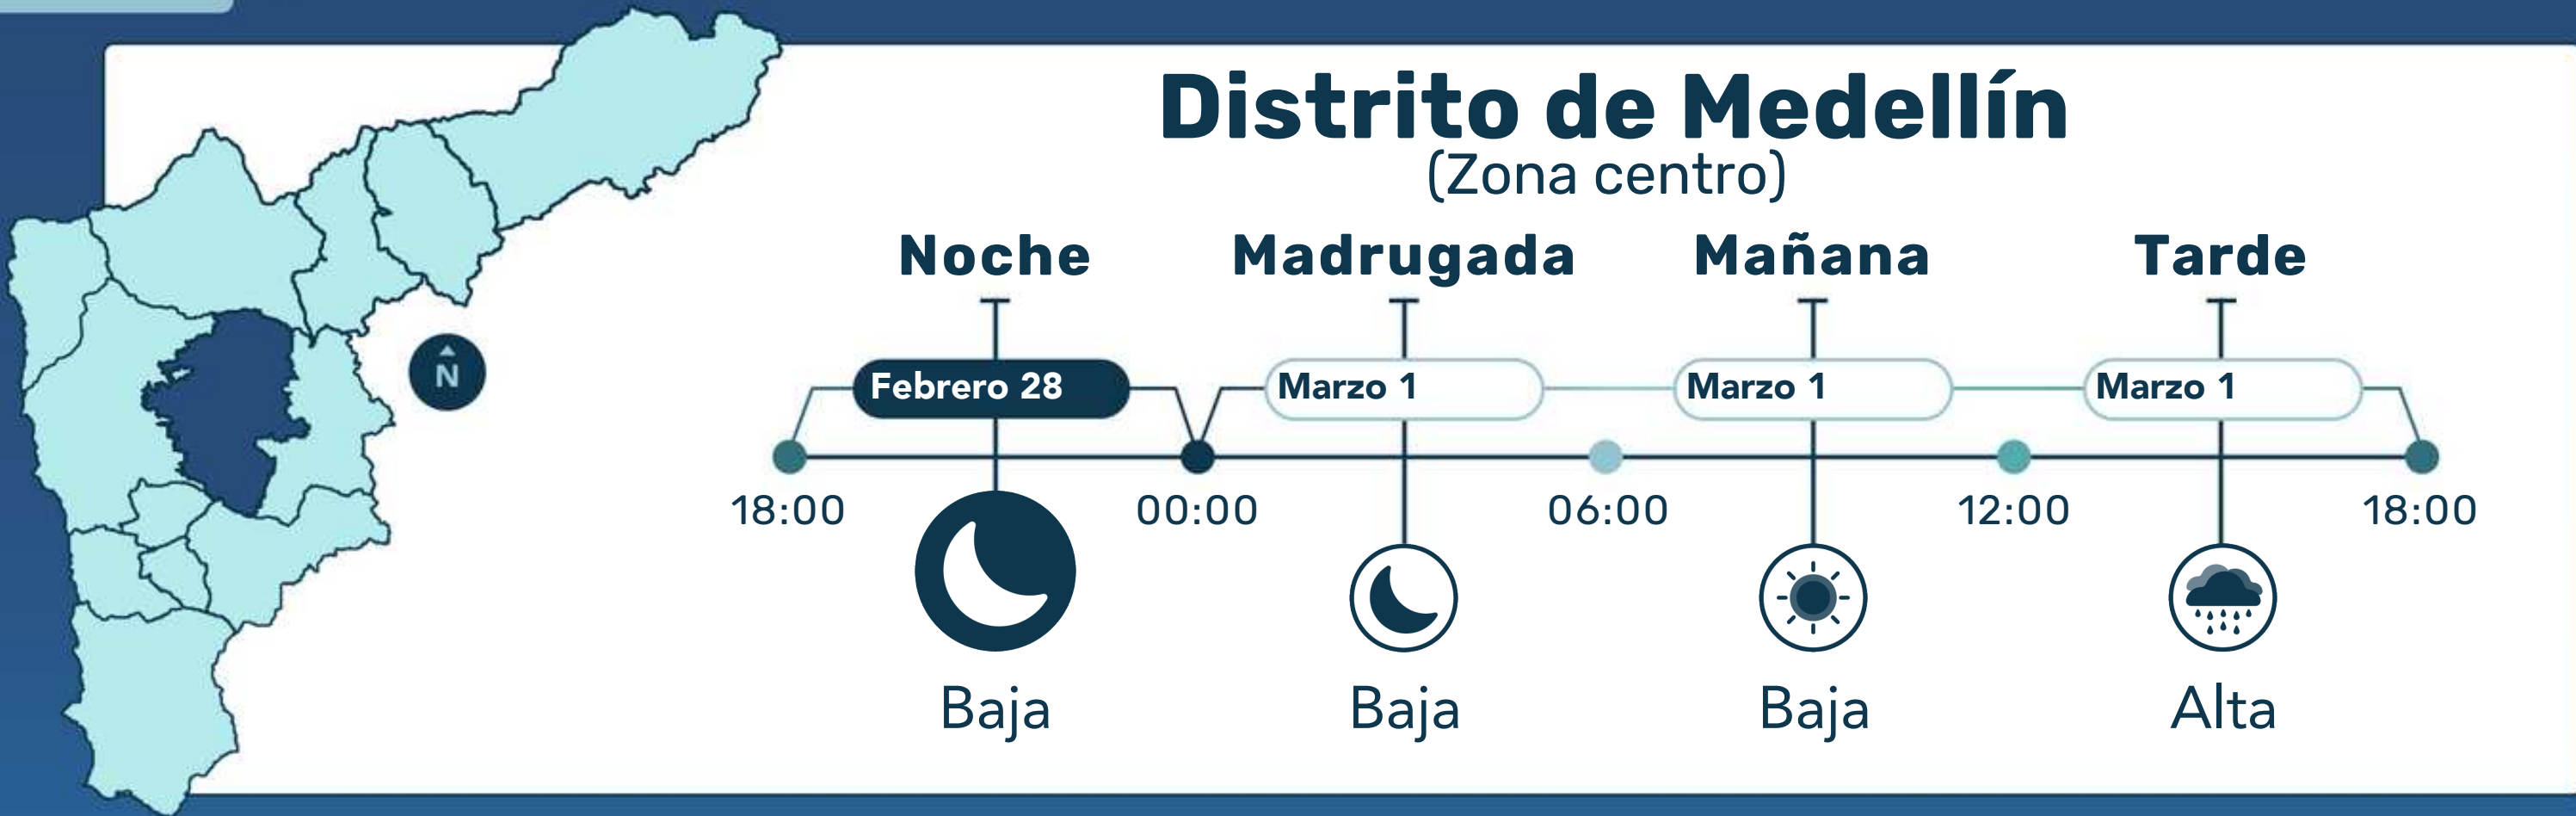 Distrito de Medellín
(Zona centro)
Noche Madrugada Mañana Tarde
Febrero 28 Marzo 1 Marzo 1 Marzo 1
N
18:00 00:00 06:00 12:00 18:00
Baja Baja Baja Alta